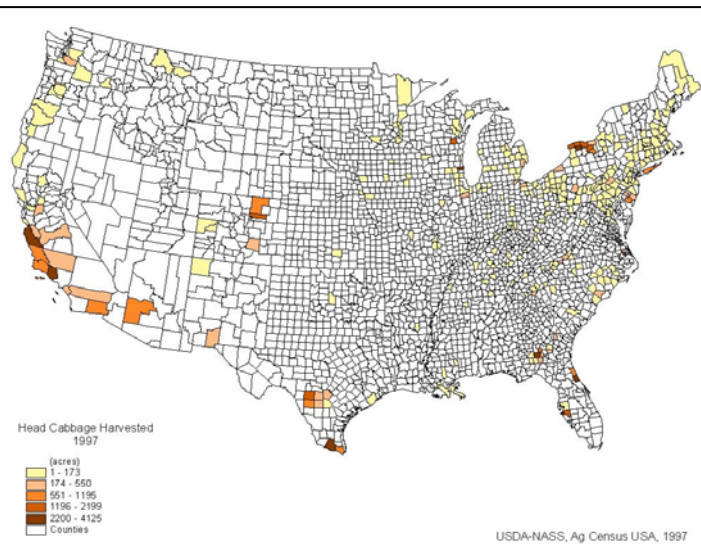 Head Cabbage Harvested
1997
(acres)
1 - 173
174 - 550
551 - 1195
1196 - 2199
2200 - 4125
Counties
USDA-NASS, Ag Census USA, 1997